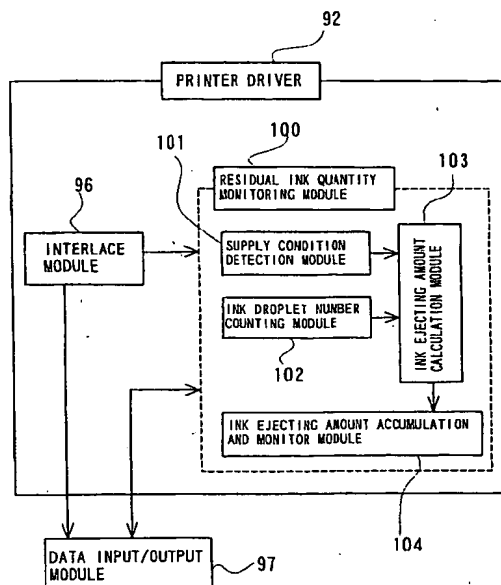 92
PRINTER DRIVER
100
101
RESIDUAL INK QUANTITY
MONITORING MODULE
103
96
INTERLACE
MODULE
SUPPLY CONDITION
DETECTION MODULE
INK EJECTING AMOUNT
CALCULATION MODULE
INK DROPLET NUMBER
COUNTING MODULE
102
INK EJECTING AMOUNT ACCUMULATION
AND MONITOR MODULE
104
DATA INPUT/OUTPUT
MODULE
97